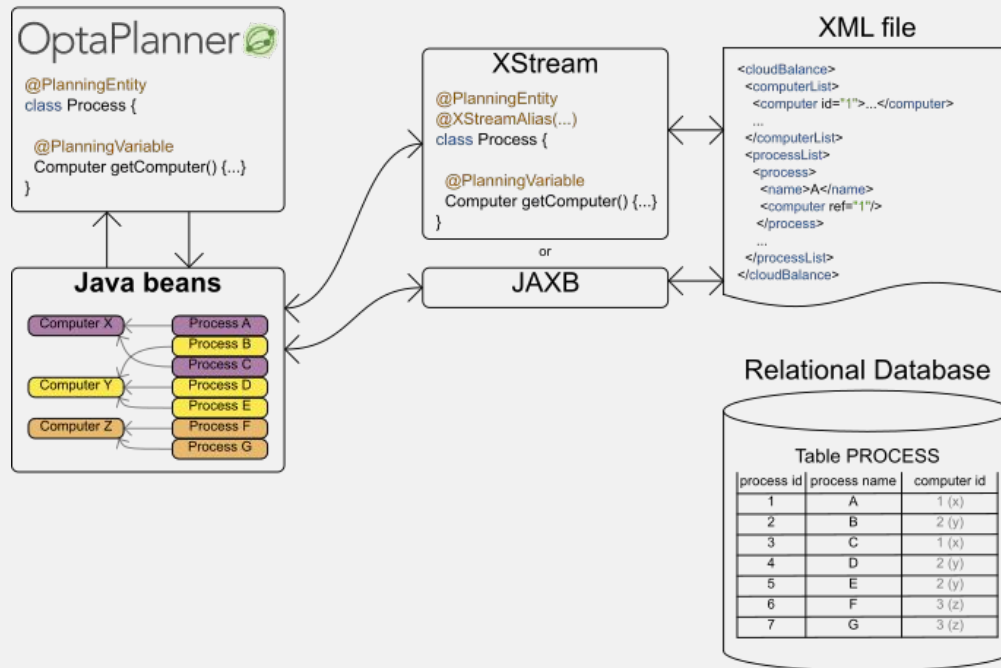 OptaPlanner
@PlanningEntity
class Process {
@PlanningVariable
Computer getComputer() {...}
}
Java beans
Computer X
Process A
Process B
Process C
Computer Y
Process D
Process E
Computer Z
Process F
Process G
XStream
@PlanningEntity
@XStreamAlias(...)
class Process {
@PlanningVariable
Computer getComputer() {...}
}
or
JAXB
XML file
<cloudBalance>
<computerList>
<computer id="1">...</computer>
...
</computerList>
<processList>
<process>
<name>A</name>
<computer ref="1"/>
</process>
...
</processList>
</cloudBalance>
Relational Database
Table PROCESS
process id process name computer id
1 A 1 (x)
2 B 2 (y)
3 C 1 (x)
4 D 2 (y)
5 E 2 (y)
6 F 3 (z)
7 G 3 (z)